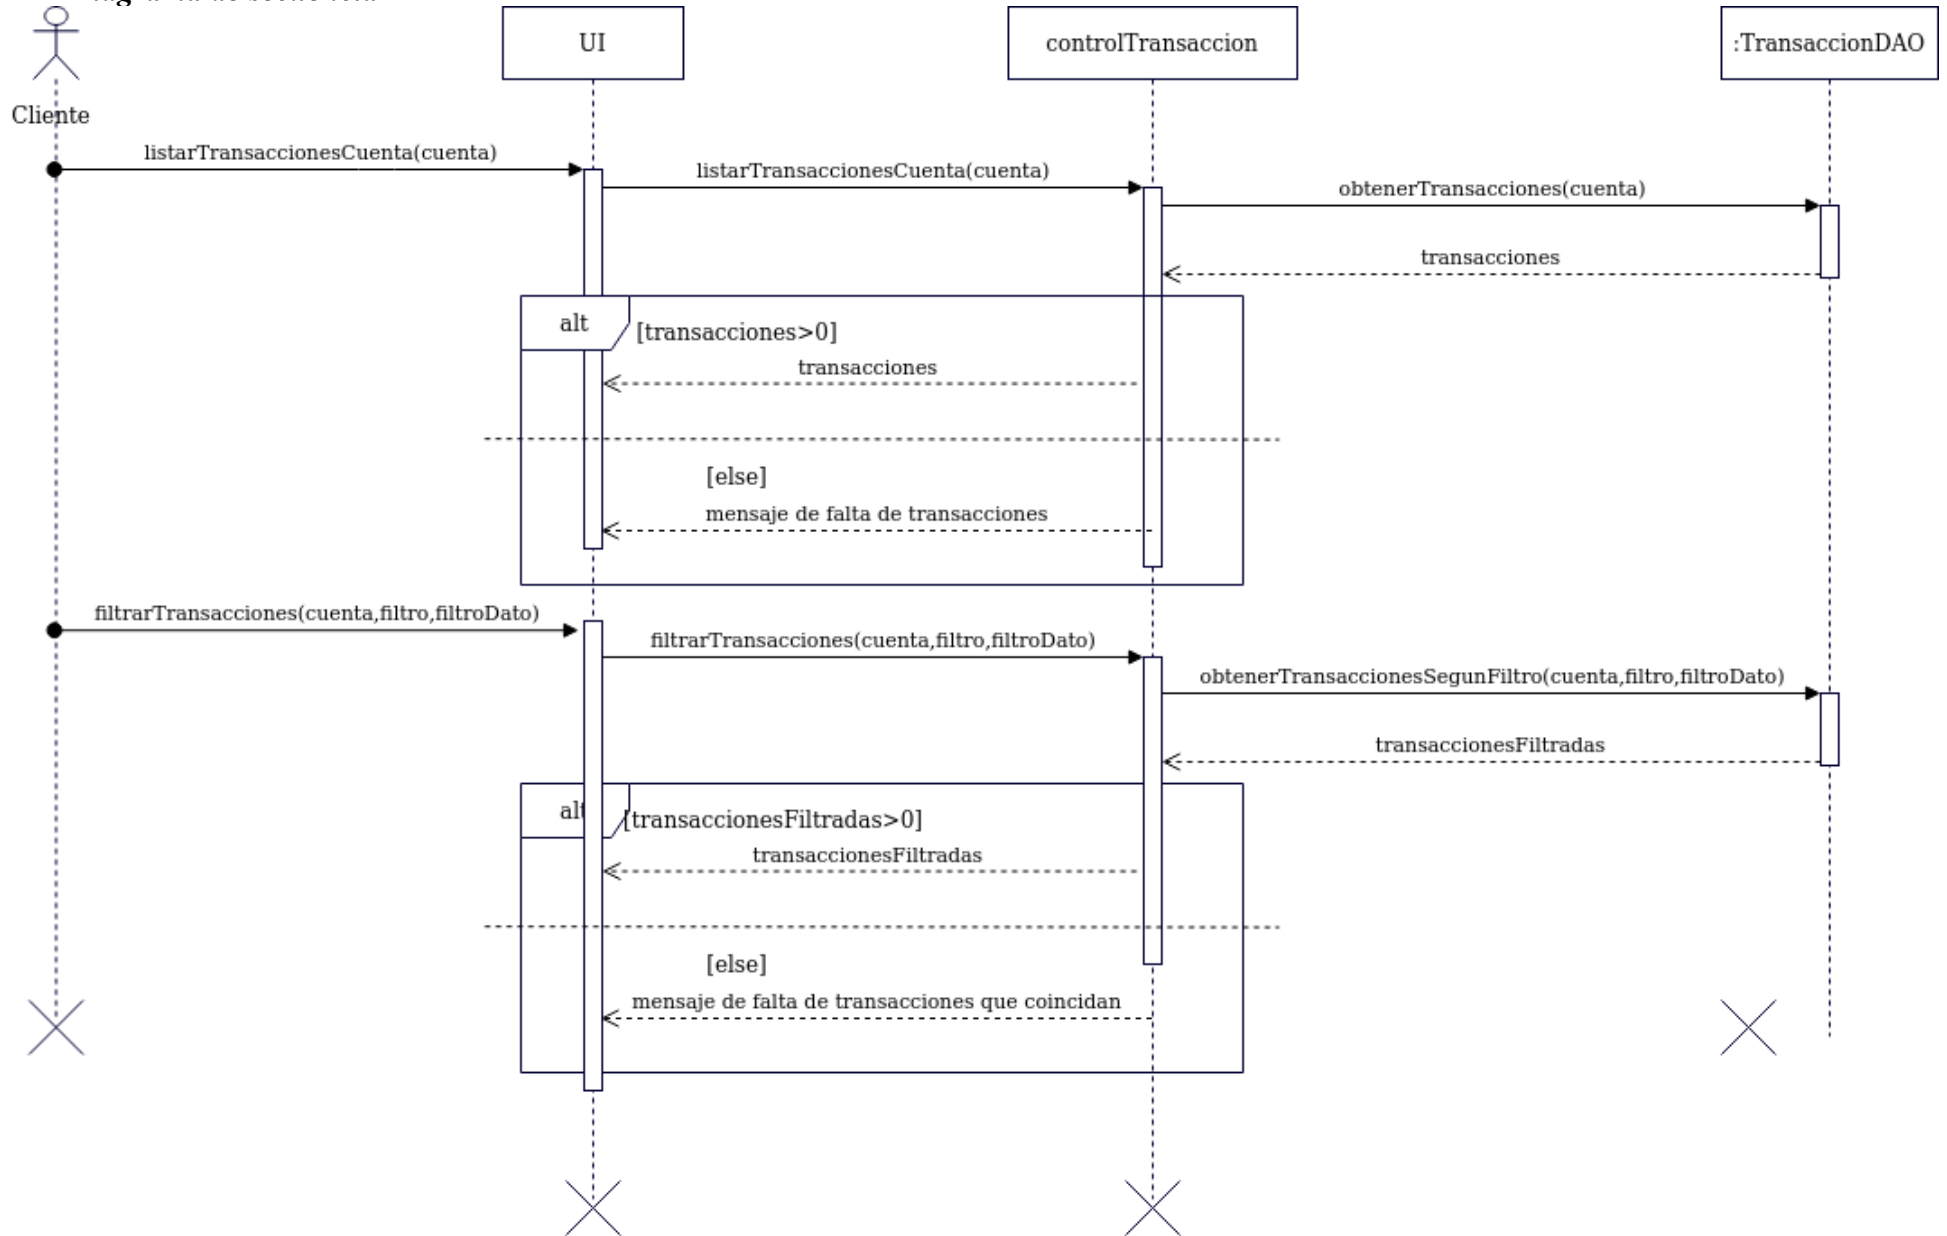 UI
controlTransaccion
:TransaccionDAO
Cliente
listarTransaccionesCuenta(cuenta)
listarTransaccionesCuenta(cuenta)
obtenerTransacciones(cuenta)
transacciones
alt
[transacciones>0]
transacciones
[else]
mensaje de falta de transacciones
filtrarTransacciones(cuenta,filtro,filtroDato)
filtrarTransacciones(cuenta,filtro,filtroDato)
obtenerTransaccionesSegunFiltro(cuenta,filtro,filtroDato)
transaccionesFiltradas
alt
[transaccionesFiltradas>0]
transaccionesFiltradas
[else]
mensaje de falta de transacciones que coincidan